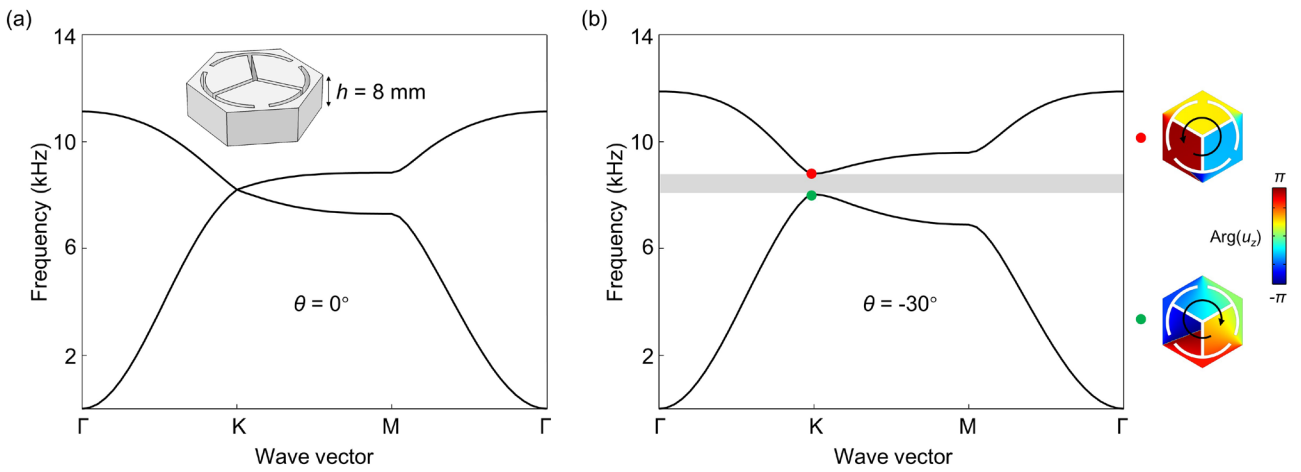 (a)
14
10
6
2
Frequency (kHz)
h = 8 mm
θ = 0°
Γ
K
M
Γ
Wave vector
(b)
14
10
6
2
Frequency (kHz)
θ = -30°
Γ
K
M
Γ
Wave vector
π
Arg(uz)
-π